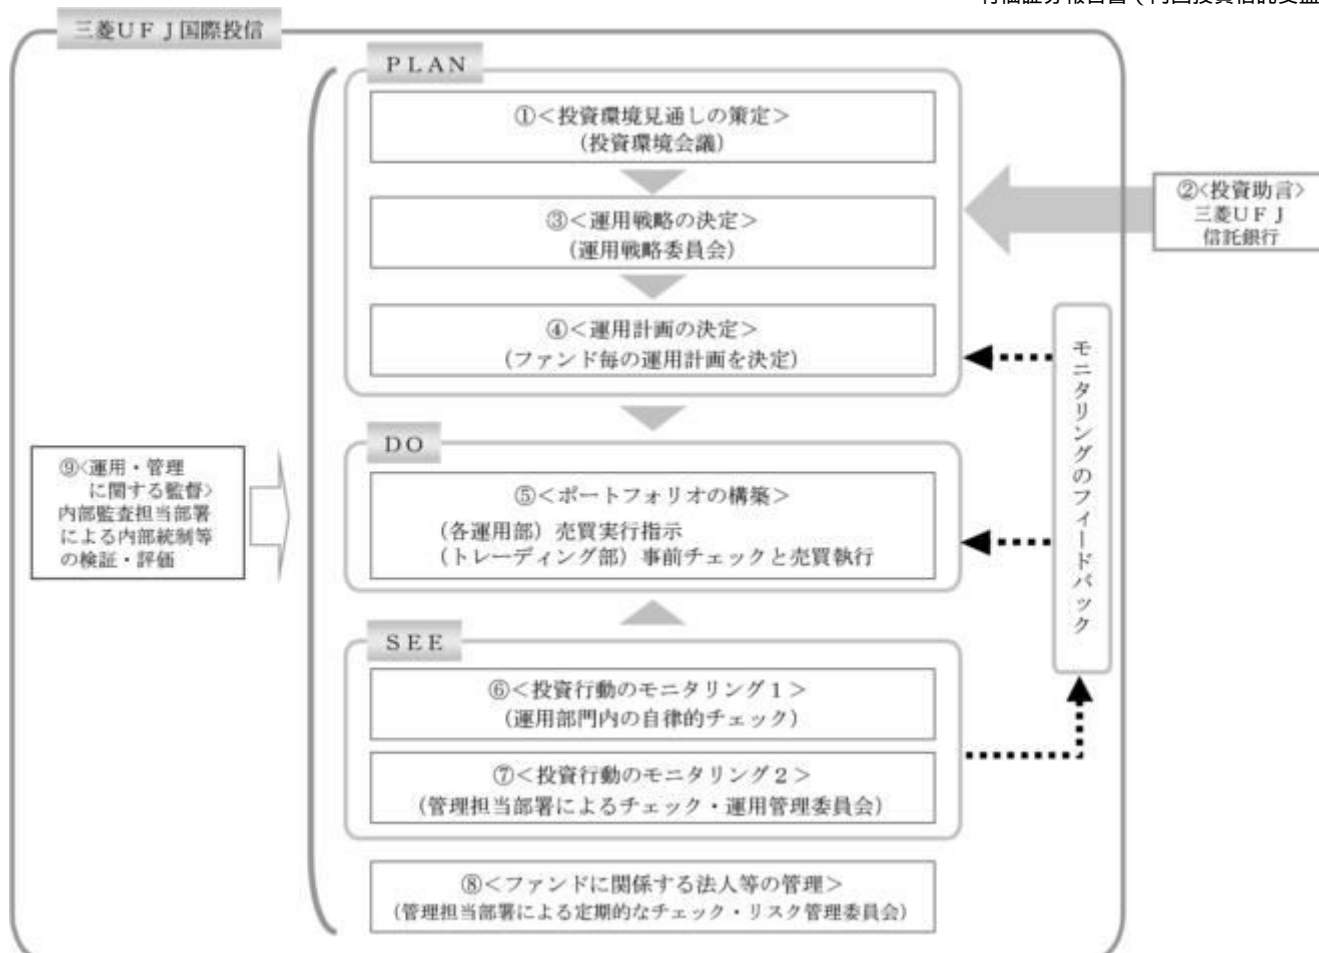 三菱ＵＦＪ国際投信
ＰＬＡＮ
①＜投資環境見通しの策定＞
（投資環境会議）
②＜投資助言＞
三菱ＵＦＪ
信託銀行
③＜運用戦略の決定＞
（運用戦略委員会）
④＜運用計画の決定＞
（ファンド毎の運用計画を決定）
ＤＯ
⑤＜ポートフォリオの構築＞
（各運用部）売買実行指示
（トレーディング部）事前チェックと売買執行
ＳＥＥ
⑥＜投資行動のモニタリング１＞
（運用部門内の自律的チェック）
⑦＜投資行動のモニタリング２＞
（管理担当部署によるチェック・運用管理委員会）
モニタリングのフィードバック
⑧＜ファンドに関係する法人等の管理＞
（管理担当部署による定期的なチェック・リスク管理委員会）
⑨＜運用・管理
に関する監督＞
内部監査担当部署
による内部統制等
の検証・評価